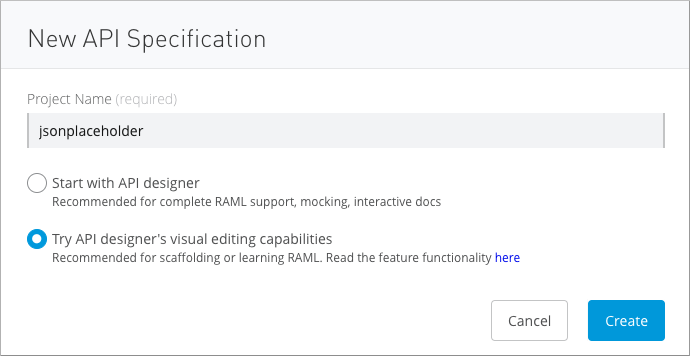 New API Specification
Project Name (required)
jsonplaceholder
Start with API designer
Recommended for complete RAML support, mocking, interactive docs
Try API designer's visual editing capabilities
Recommended for scaffolding or learning RAML. Read the feature functionality here
Cancel Create